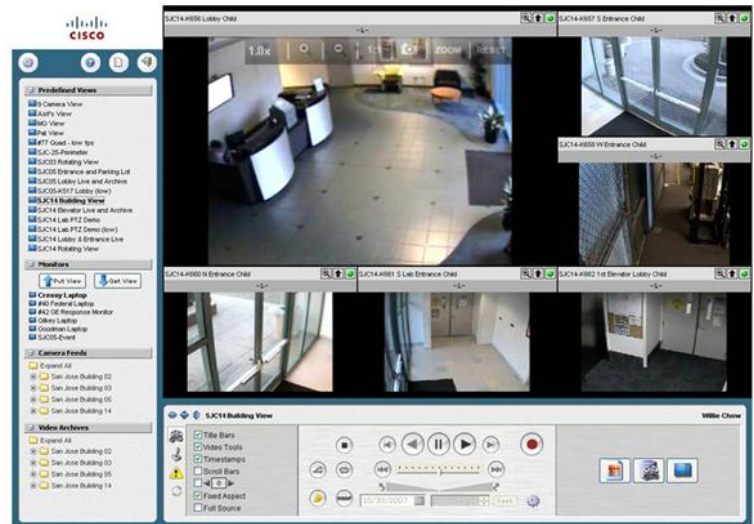 CISCO
Predefined Views
9 Camera View
Asif's View
MG View
Pat View
#77 Quad - low fps
SJC-25-Perimeter
SJC03 Rotating View
SJC05 Entrance and Parking Lot
SJC05 Lobby Live and Archive
SJC05-K517 Lobby (low)
SJC14 Building View
SJC14 Elevator Live and Archive
SJC14 Lab PTZ Demo
SJC14 Lab PTZ Demo (low)
SJC14 Lobby & Entrance Live
SJC14 Rotating View
Monitors
Put View
Get View
Creesy Laptop
#40 Federal Laptop
#42 GE Response Monitor
Gilkey Laptop
Goodman Laptop
SJC05-Event
Camera Feeds
Expand All
San Jose Building 02
San Jose Building 03
San Jose Building 05
San Jose Building 14
Video Archives
Expand All
San Jose Building 02
San Jose Building 03
San Jose Building 05
San Jose Building 14
SJC14-K656 Lobby Child
-L-
1.0x
1:1
ZOOM
RESET
SJC14-K657 S Entrance Child
-L-
SJC14-K658 W Entrance Child
-L-
SJC14-K660 N Entrance Child
-L-
SJC14-K661 S Lab Entrance Child
-L-
SJC14-K662 1st Elevator Lobby Child
-L-
SJC14 Building View
Willie Chow
Title Bars
Video Tools
Timestamps
Scroll Bars
0
Fixed Aspect
Full Source
SWAP
10/30/2007